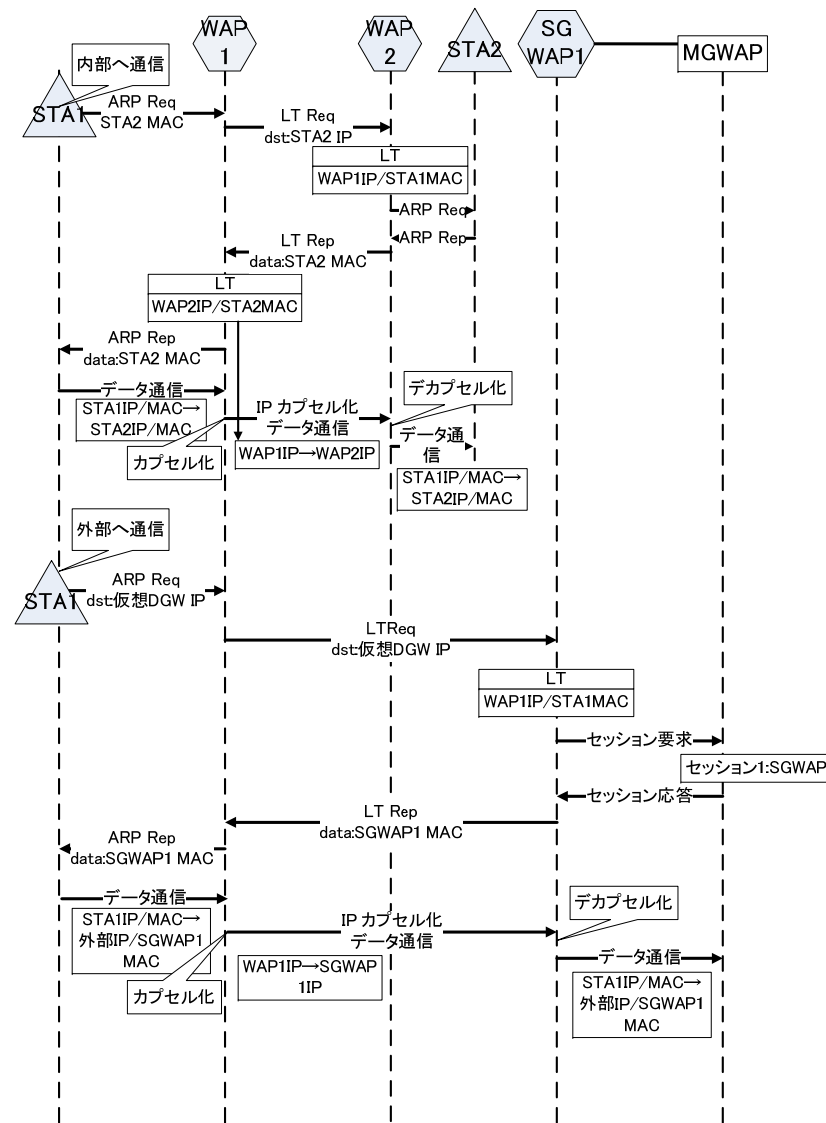 WAP
1
WAP
2
STA2
SG
WAP1
MGWAP
内部へ通信
STA1
ARP Req
STA2 MAC
LT Req
dst:STA2 IP
LT
WAP1IP/STA1MAC
ARP Req
ARP Rep
LT Rep
data:STA2 MAC
LT
WAP2IP/STA2MAC
ARP Rep
data:STA2 MAC
データ通信
STA1IP/MAC→
STA2IP/MAC
カプセル化
IP カプセル化
データ通信
WAP1IP→WAP2IP
デカプセル化
データ通
信
STA1IP/MAC→
STA2IP/MAC
外部へ通信
STA1
ARP Req
dst:仮想DGW IP
LTReq
dst:仮想DGW IP
LT
WAP1IP/STA1MAC
セッション要求
セッション1:SGWAP
セッション応答
LT Rep
data:SGWAP1 MAC
ARP Rep
data:SGWAP1 MAC
データ通信
STA1IP/MAC→
外部IP/SGWAP1
MAC
カプセル化
IP カプセル化
データ通信
WAP1IP→SGWAP
1IP
デカプセル化
データ通信
STA1IP/MAC→
外部IP/SGWAP1
MAC